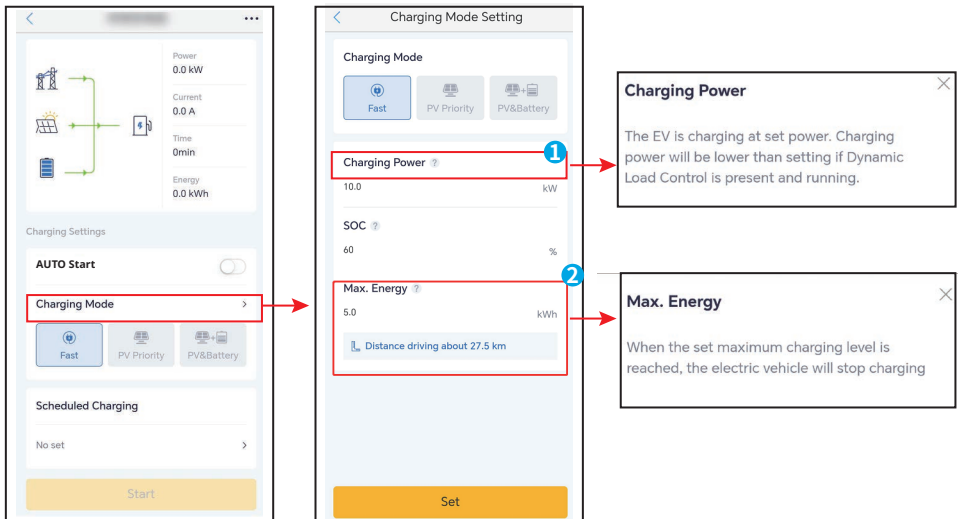 Power
0.0 kW
Current
0.0 A
Time
0min
Energy
0.0 kWh
Charging Settings
AUTO Start
Charging Mode
Fast
PV Priority
PV&Battery
Scheduled Charging
No set
Start
Charging Mode Setting
Charging Mode
Fast
PV Priority
PV&Battery
1
Charging Power ?
10.0 kW
SOC ?
60 %
2
Max. Energy ?
5.0 kWh
Distance driving about 27.5 km
Set
Charging Power
The EV is charging at set power. Charging
power will be lower than setting if Dynamic
Load Control is present and running.
Max. Energy
When the set maximum charging level is
reached, the electric vehicle will stop charging